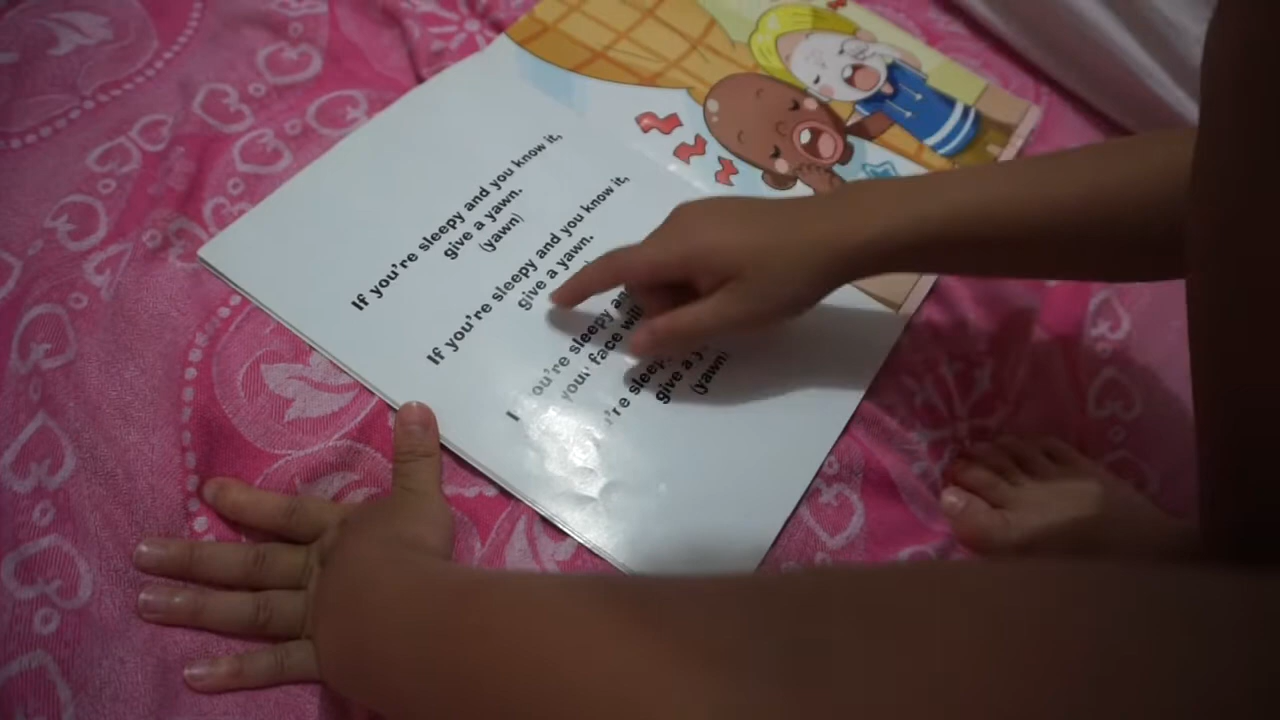 If you're sleepy and you know it,
give a yawn.
(yawn)
If you're sleepy and you know it,
give a yawn.
sleepy
your face will
give a
(yawn)